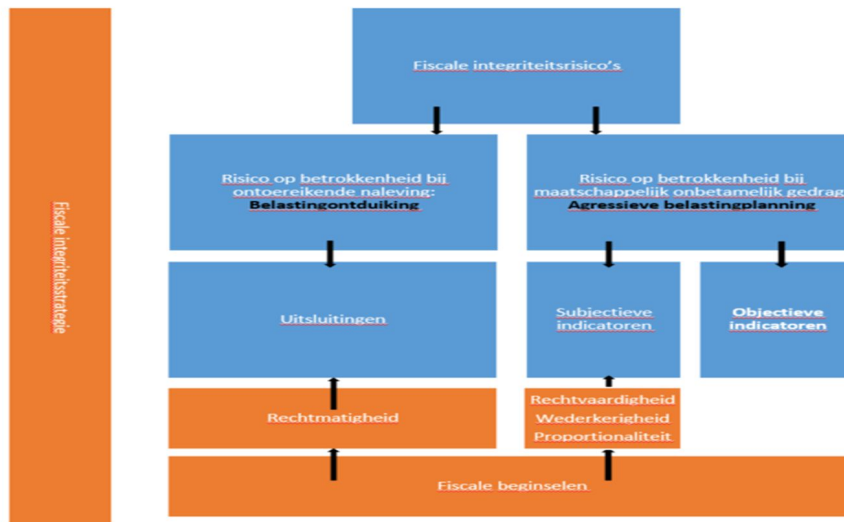 Fiscale integriteitsstrategie
Fiscale integriteitsrisico's
Risico op betrokkenheid bij
ontoereikende naleving:
Belastingontduiking
Risico op betrokkenheid bij
maatschappelijk onbetamelijk gedrag
Agressieve belastingplanning
Uitsluitingen
Subjectieve
indicatoren
Objectieve
indicatoren
Rechtmatigheid
Rechtvaardigheid
Wederkerigheid
Proportionaliteit
Fiscale beginselen